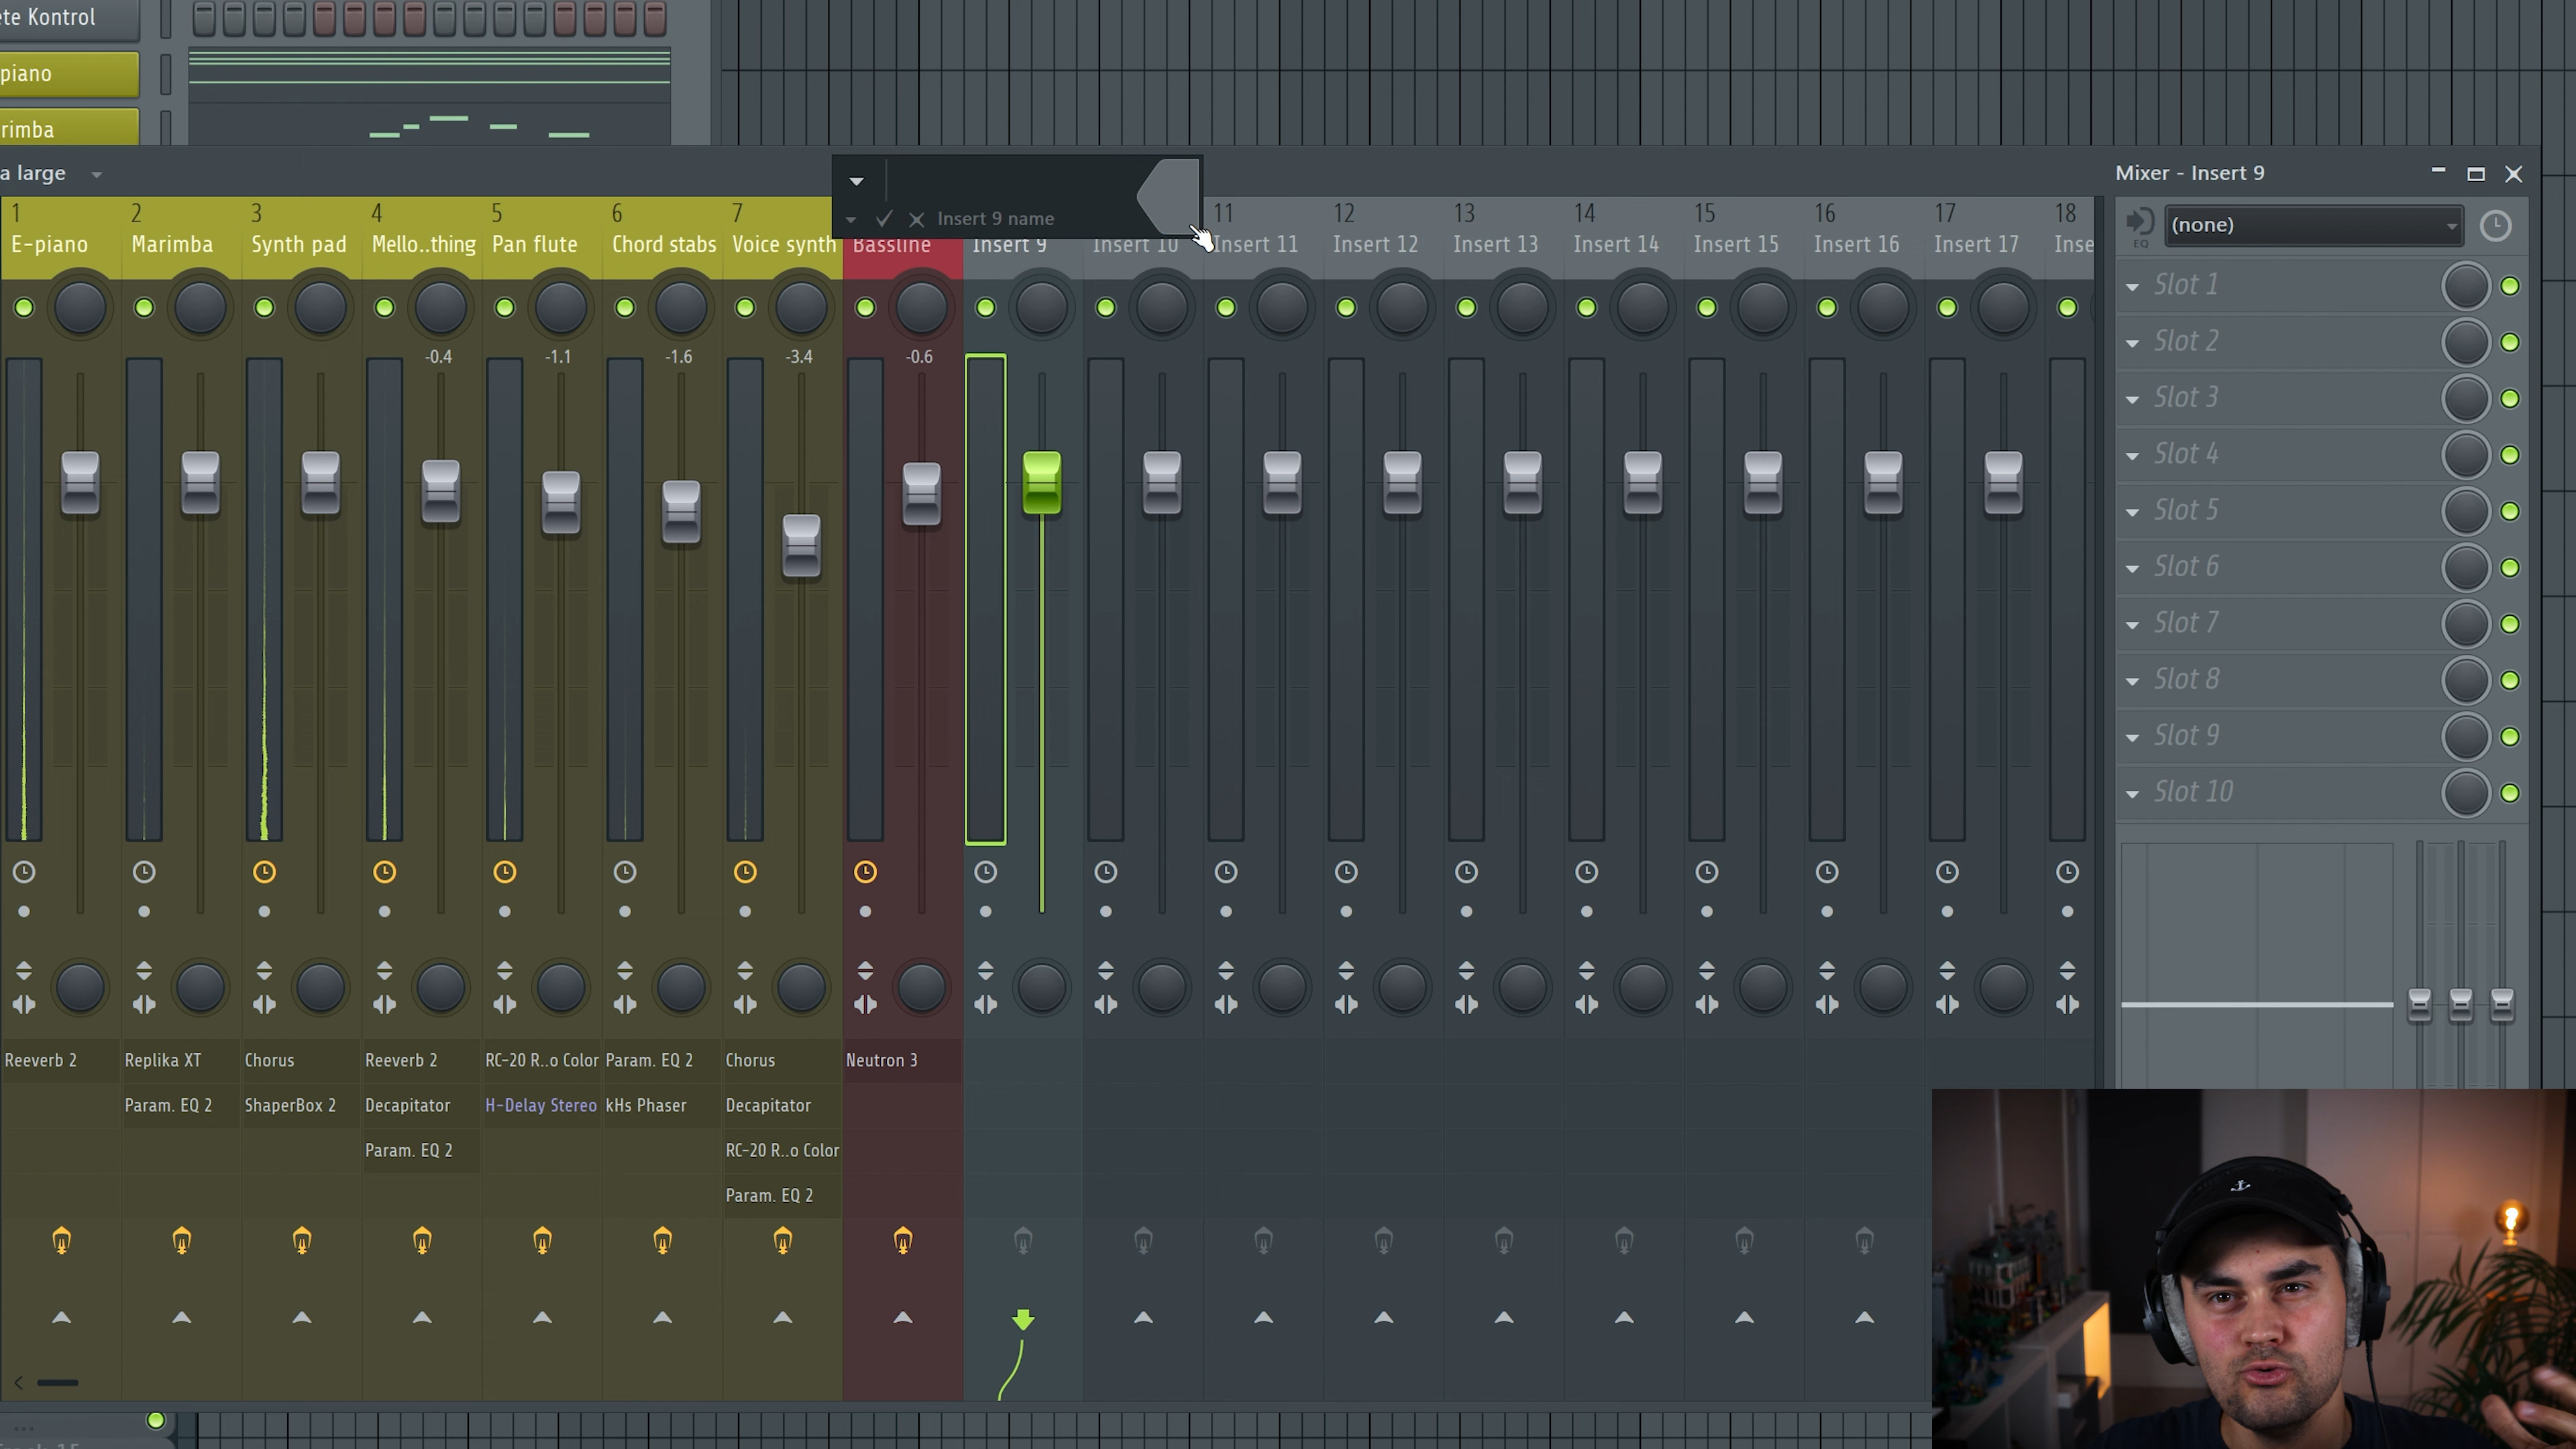 ete Kontrol
piano
rimba
a large
Insert 9 name
Mixer - Insert 9
1 2 3 4 5 6 7 11 12 13 14 15 16 17 18
E-piano Marimba Synth pad Mello..thing Pan flute Chord stabs Voice synth Bassline Insert 9 Insert 10 Insert 11 Insert 12 Insert 13 Insert 14 Insert 15 Insert 16 Insert 17 Inse
EQ
(none)
Slot 1
Slot 2
Slot 3
Slot 4
Slot 5
Slot 6
Slot 7
Slot 8
Slot 9
Slot 10
-0.4 -1.1 -1.6 -3.4 -0.6
Reeverb 2 Replika XT Chorus Reeverb 2 RC-20 R..o Color Param. EQ 2 Chorus Neutron 3
Param. EQ 2 ShaperBox 2 Decapitator H-Delay Stereo kHs Phaser Decapitator
Param. EQ 2 RC-20 R..o Color
Param. EQ 2